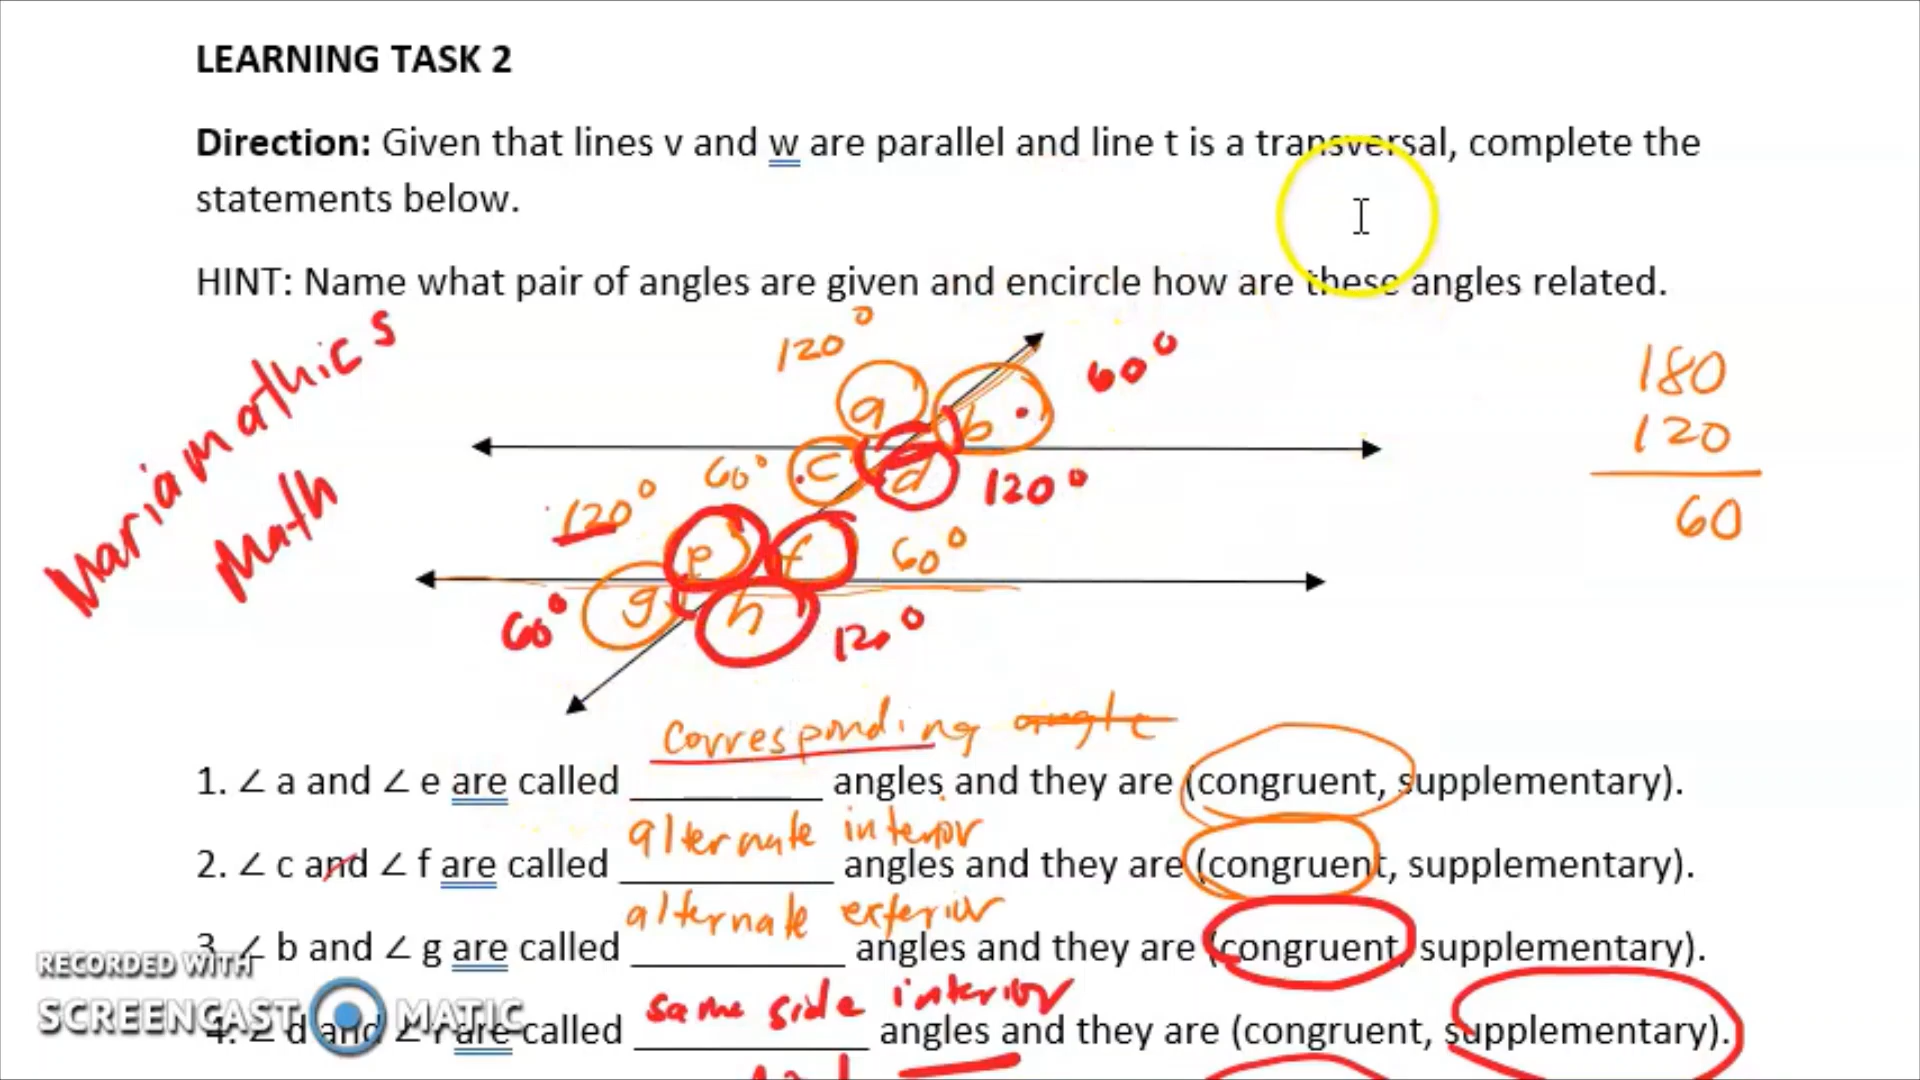 LEARNING TASK 2
Direction: Given that lines v and w are parallel and line t is a transversal, complete the
statements below.
HINT: Name what pair of angles are given and encircle how are these angles related.
Mariamathics
Math
120°
60°
a
b
60°
c
d
120°
120°
e
f
60°
60°
g
h
120°
180
120
60
corresponding angle
1. ∠ a and ∠ e are called ________ angles and they are (congruent, supplementary).
alternate interior
2. ∠ c and ∠ f are called ________ angles and they are (congruent, supplementary).
alternate exterior
3. ∠ b and ∠ g are called ________ angles and they are (congruent, supplementary).
same side interior
4. ∠ d and ∠ f are called ________ angles and they are (congruent, supplementary).
RECORDED WITH
SCREENCAST MATIC